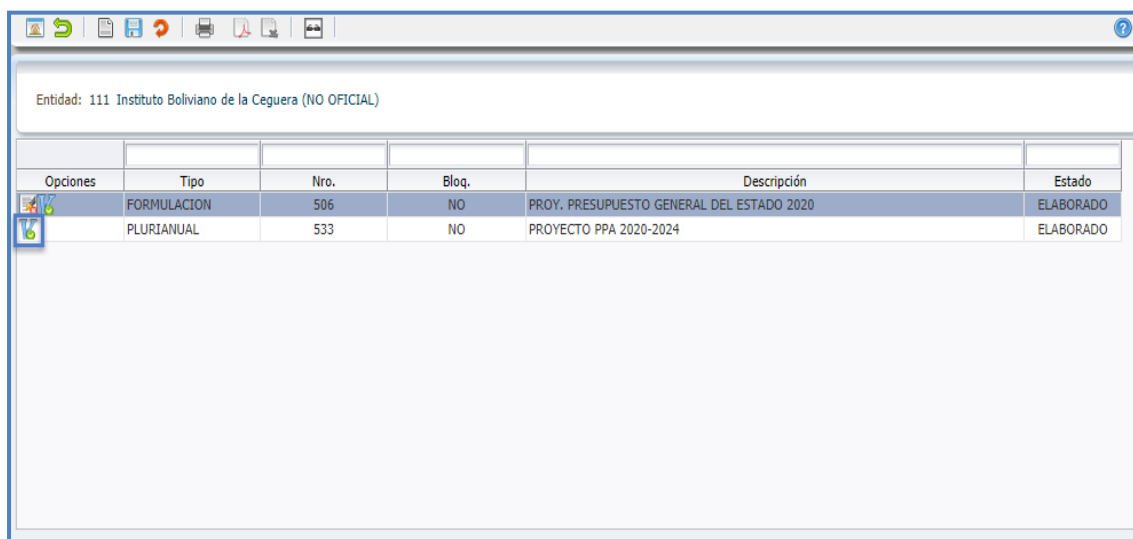 Entidad: 111 Instituto Boliviano de la Ceguera (NO OFICIAL)
Opciones Tipo Nro. Bloq. Descripción Estado
FORMULACION 506 NO PROY. PRESUPUESTO GENERAL DEL ESTADO 2020 ELABORADO
PLURIANUAL 533 NO PROYECTO PPA 2020-2024 ELABORADO